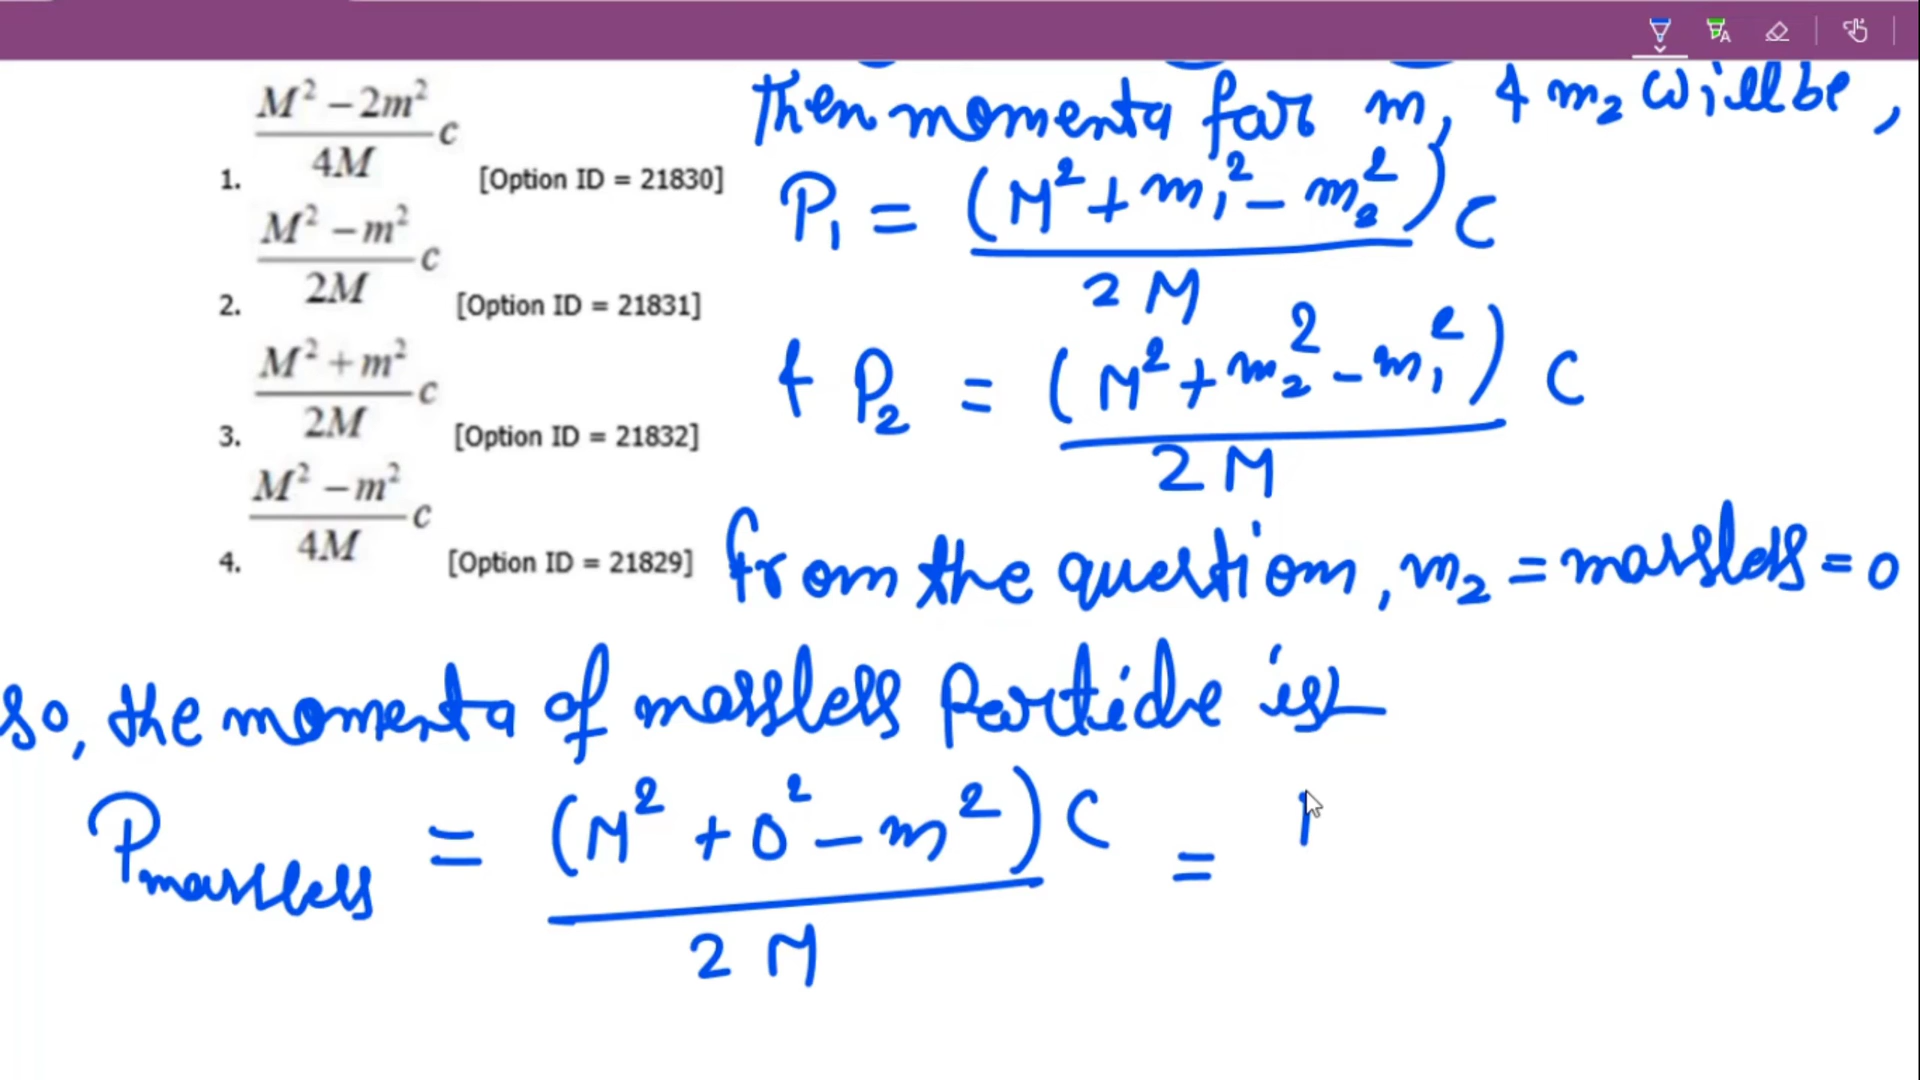 then momenta for m, & m₂ will be,
M² − 2m²
4M
c
1. [Option ID = 21830]
P₁ = (M² + m₁² − m₂²) c
2M
M² − m²
2M
c
2. [Option ID = 21831]
& P₂ = (M² + m₂² − m₁²) c
2M
M² + m²
2M
c
3. [Option ID = 21832]
M² − m²
4M
c
4. [Option ID = 21829]
from the question, m₂ = massless = 0
so, the momenta of massless particle is
Pmassless = (M² + 0² − m²) c =
2M